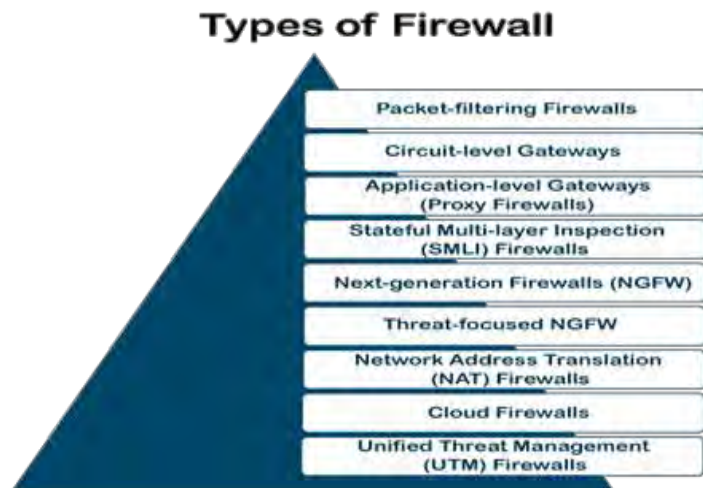 Types of Firewall
Packet-filtering Firewalls
Circuit-level Gateways
Application-level Gateways
(Proxy Firewalls)
Stateful Multi-layer Inspection
(SMLI) Firewalls
Next-generation Firewalls (NGFW)
Threat-focused NGFW
Network Address Translation
(NAT) Firewalls
Cloud Firewalls
Unified Threat Management
(UTM) Firewalls